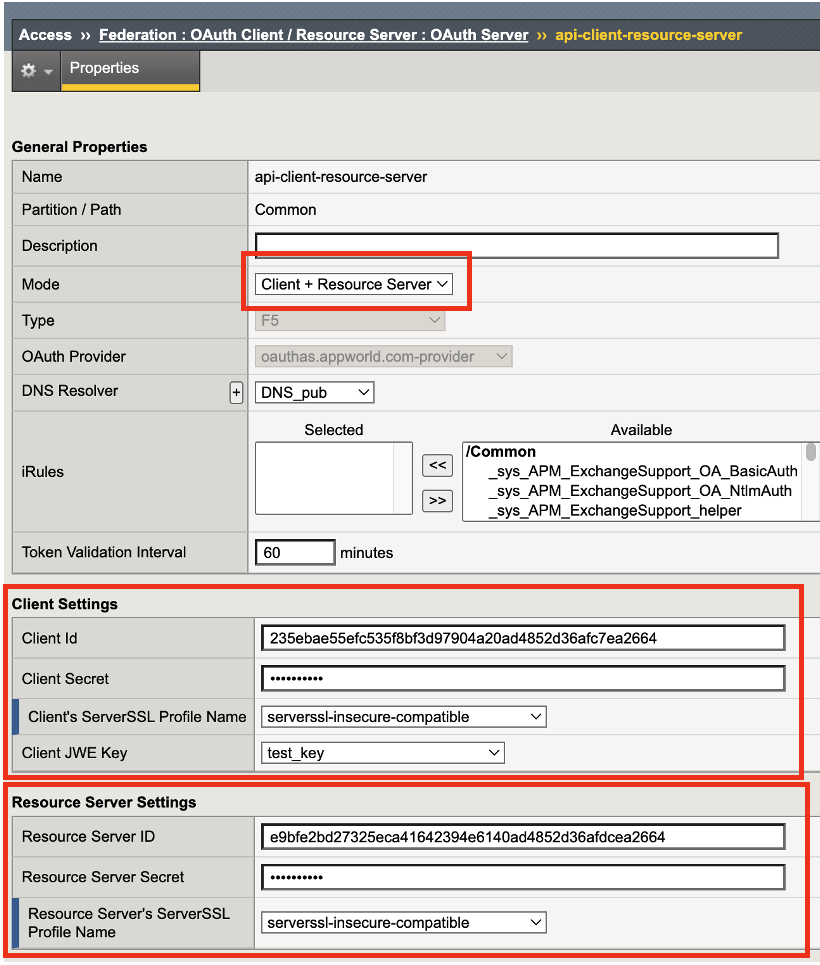 Access ›› Federation : OAuth Client / Resource Server : OAuth Server ›› api-client-resource-server
Properties
General Properties
Name api-client-resource-server
Partition / Path Common
Description
Mode Client + Resource Server
Type F5
OAuth Provider oauthas.appworld.com-provider
DNS Resolver + DNS_pub
Selected Available
iRules << >>
/Common
_sys_APM_ExchangeSupport_OA_BasicAuth
_sys_APM_ExchangeSupport_OA_NtlmAuth
_sys_APM_ExchangeSupport_helper
Token Validation Interval 60 minutes
Client Settings
Client Id 235ebae55efc535f8bf3d97904a20ad4852d36afc7ea2664
Client Secret ••••••••••
Client's ServerSSL Profile Name serverssl-insecure-compatible
Client JWE Key test_key
Resource Server Settings
Resource Server ID e9bfe2bd27325eca41642394e6140ad4852d36afdcea2664
Resource Server Secret ••••••••••
Resource Server's ServerSSL
Profile Name serverssl-insecure-compatible